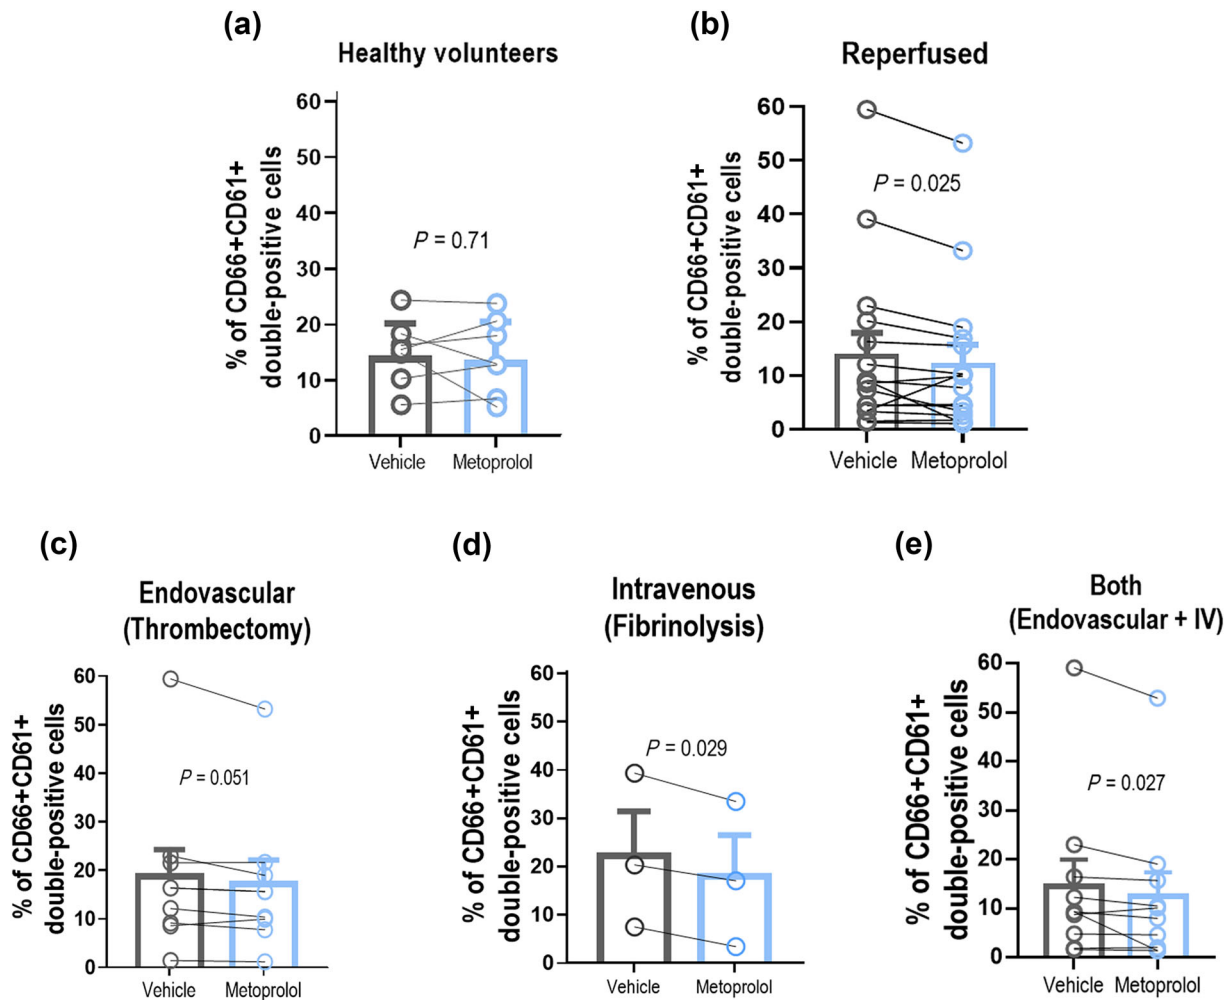 (a)
Healthy volunteers
% of CD66+CD61+
double-positive cells
60
50
40
30
20
10
0
P = 0.71
Vehicle
Metoprolol
(b)
Reperfused
% of CD66+CD61+
double-positive cells
60
50
40
30
20
10
0
P = 0.025
Vehicle
Metoprolol
(c)
Endovascular
(Thrombectomy)
% of CD66+CD61+
double-positive cells
60
50
40
30
20
10
0
P = 0.051
Vehicle
Metoprolol
(d)
Intravenous
(Fibrinolysis)
% of CD66+CD61+
double-positive cells
60
50
40
30
20
10
0
P = 0.029
Vehicle
Metoprolol
(e)
Both
(Endovascular + IV)
% of CD66+CD61+
double-positive cells
60
50
40
30
20
10
0
P = 0.027
Vehicle
Metoprolol